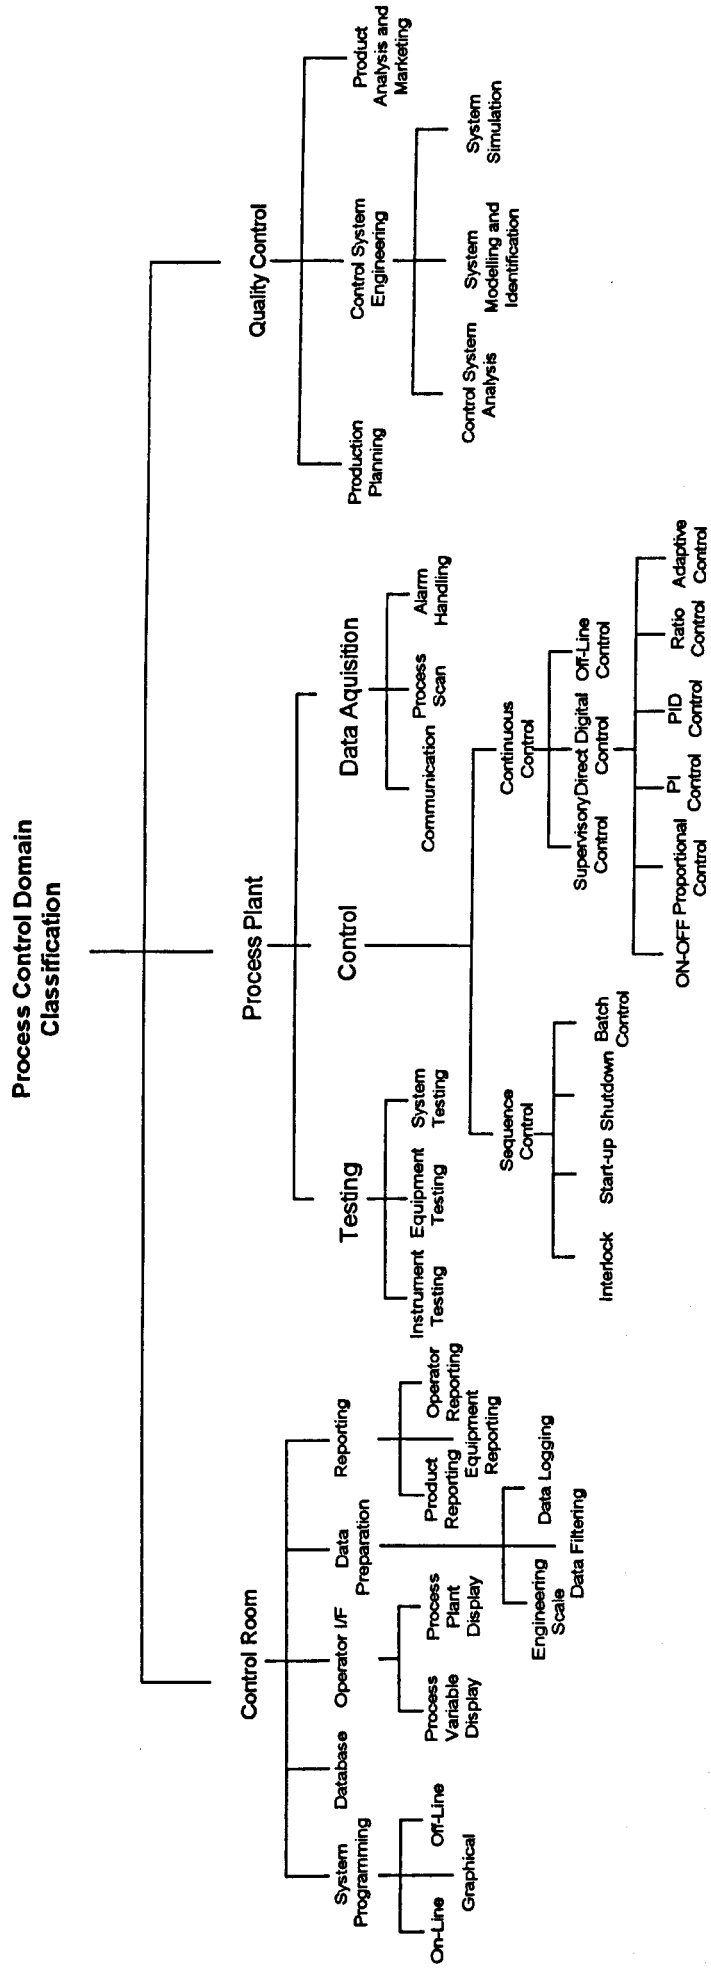 Process Control Domain
Classification
Control Room
Process Plant
Quality Control
System
Programming
Database
Operator I/F
Data
Preparation
Reporting
Testing
Control
Data Aquisition
Production
Planning
Control System
Engineering
Product
Analysis and
Marketing
On-Line
Graphical
Off-Line
Process
Variable
Display
Process
Plant
Display
Product
Reporting
Equipment
Reporting
Operator
Reporting
Engineering
Scale
Data Filtering
Data Logging
Instrument
Testing
Equipment
Testing
System
Testing
Communication
Process
Scan
Alarm
Handling
Control System
Analysis
System
Modelling and
Identification
System
Simulation
Sequence
Control
Continuous
Control
Interlock
Start-up
Shutdown
Batch
Control
Supervisory
Control
Direct Digital
Control
Off-Line
Control
ON-OFF
Proportional
Control
PI
Control
PID
Control
Ratio
Control
Adaptive
Control